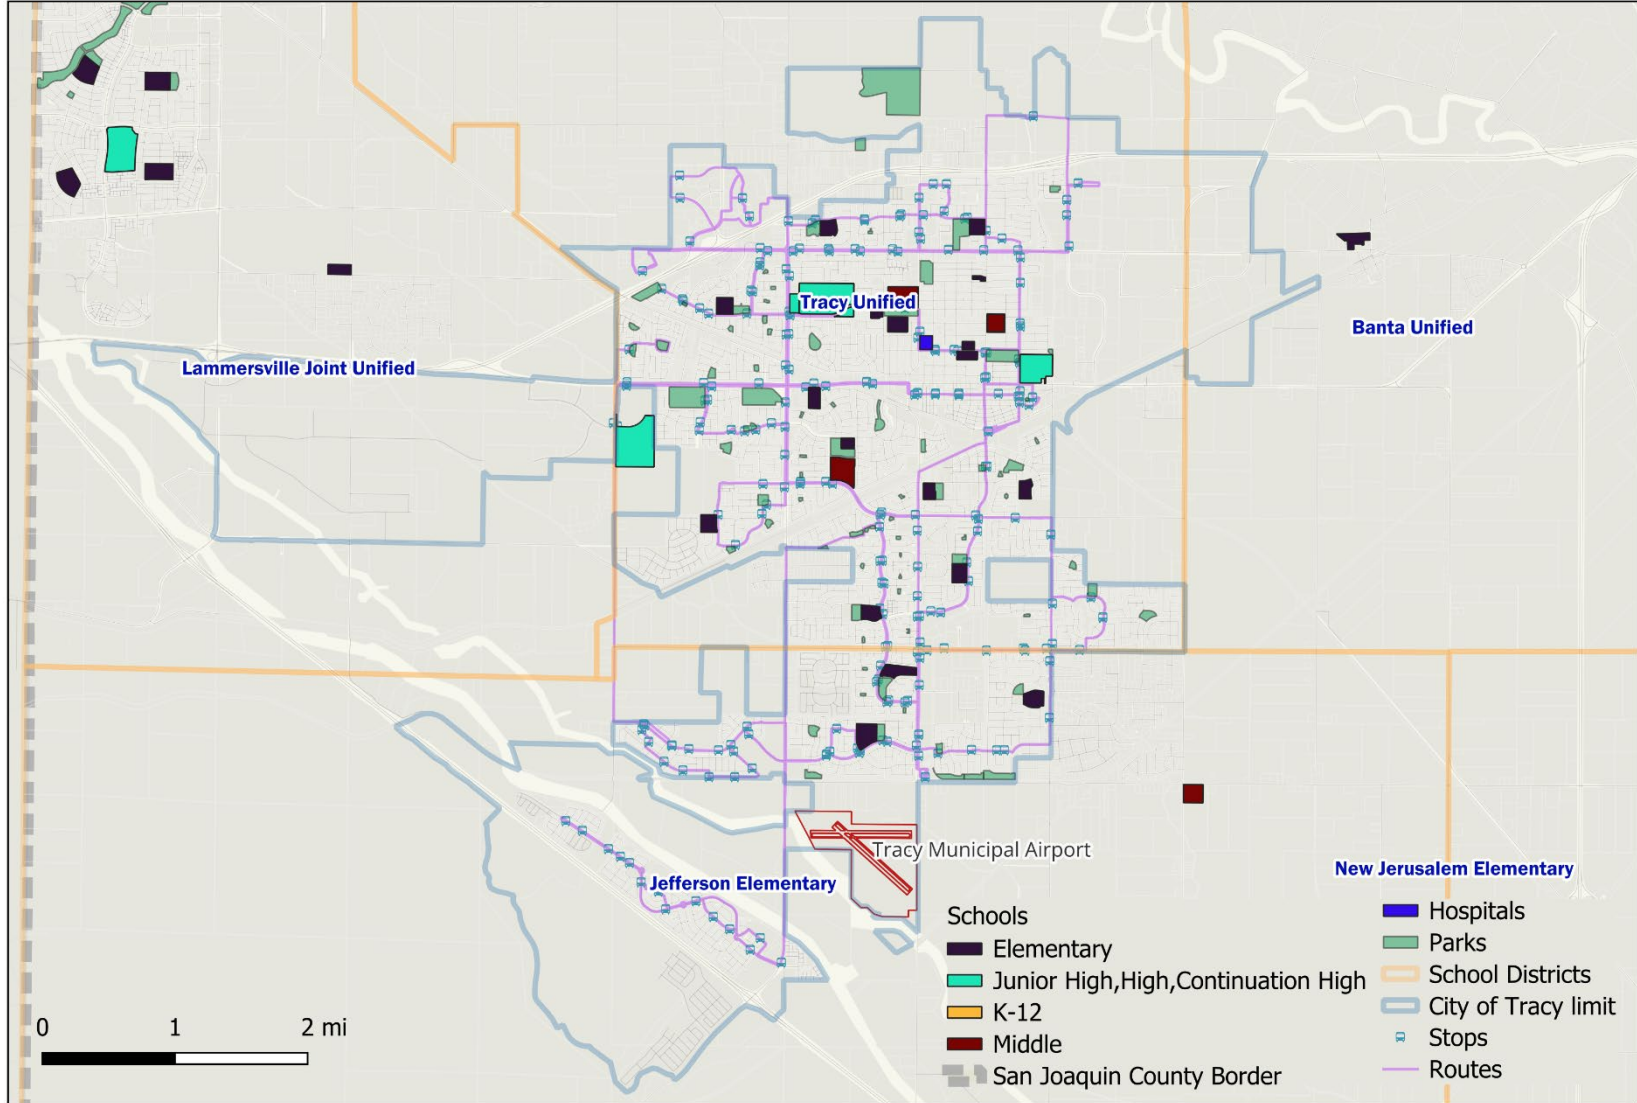 Tracy Unified
Banta Unified
Lammersville Joint Unified
Tracy Municipal Airport
Jefferson Elementary
New Jerusalem Elementary
Schools
Elementary
Junior High,High,Continuation High
K-12
Middle
San Joaquin County Border
Hospitals
Parks
School Districts
City of Tracy limit
Stops
Routes
0 1 2 mi